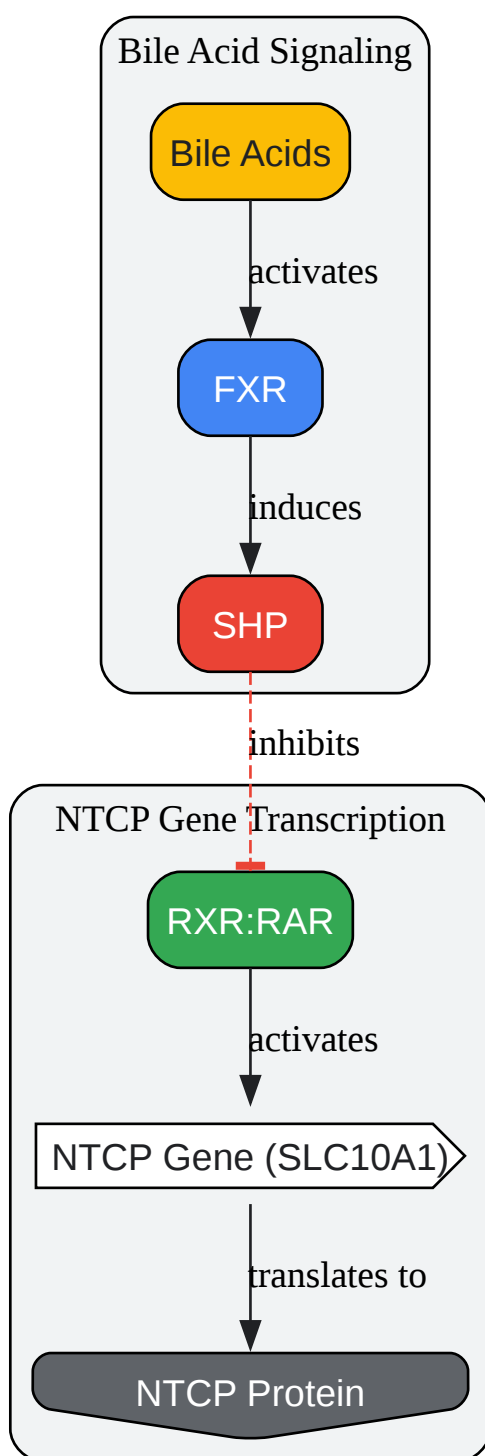 Bile Acid Signaling
Bile Acids
activates
FXR
induces
SHP
inhibits
NTCP Gene Transcription
RXR:RAR
activates
NTCP Gene (SLC10A1)
translates to
NTCP Protein